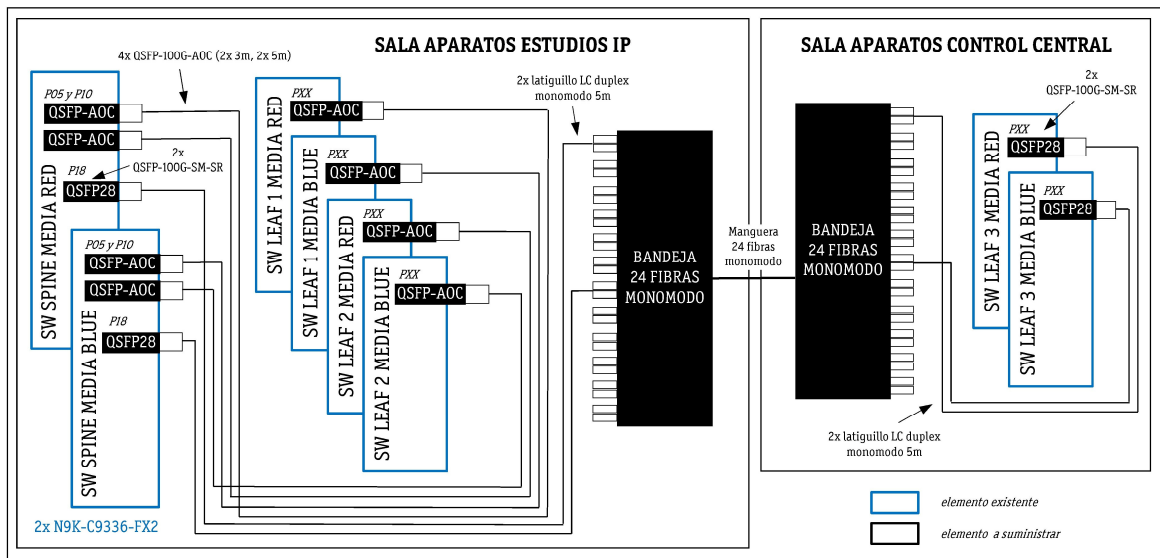 SALA APARATOS ESTUDIOS IP
4x QSFP-100G-AOC (2x 3m, 2x 5m)
P05 y P10
QSFP-AOC
QSFP-AOC
P18
2x
QSFP-100G-SM-SR
QSFP28
SW SPINE MEDIA RED
P05 y P10
QSFP-AOC
QSFP-AOC
P18
QSFP28
SW SPINE MEDIA BLUE
2x N9K-C9336-FX2
PXX
QSFP-AOC
SW LEAF 1 MEDIA RED
PXX
QSFP-AOC
SW LEAF 1 MEDIA BLUE
PXX
QSFP-AOC
SW LEAF 2 MEDIA RED
PXX
QSFP-AOC
SW LEAF 2 MEDIA BLUE
2x latiguillo LC duplex
monomodo 5m
BANDEJA
24 FIBRAS
MONOMODO
Manguera
24 fibras
monomodo
SALA APARATOS CONTROL CENTRAL
BANDEJA
24 FIBRAS
MONOMODO
2x
QSFP-100G-SM-SR
PXX
QSFP28
SW LEAF 3 MEDIA RED
PXX
QSFP28
SW LEAF 3 MEDIA BLUE
2x latiguillo LC duplex
monomodo 5m
elemento existente
elemento a suministrar